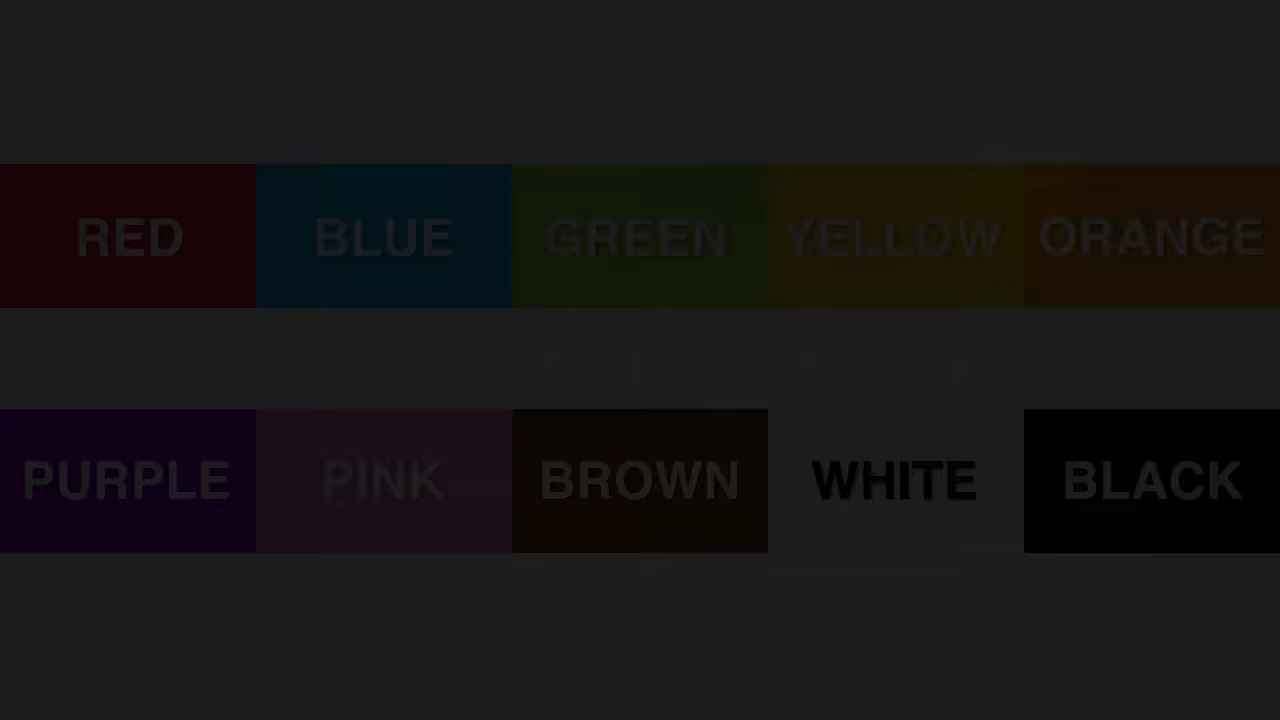 RED BLUE GREEN YELLOW ORANGE
PURPLE PINK BROWN WHITE BLACK